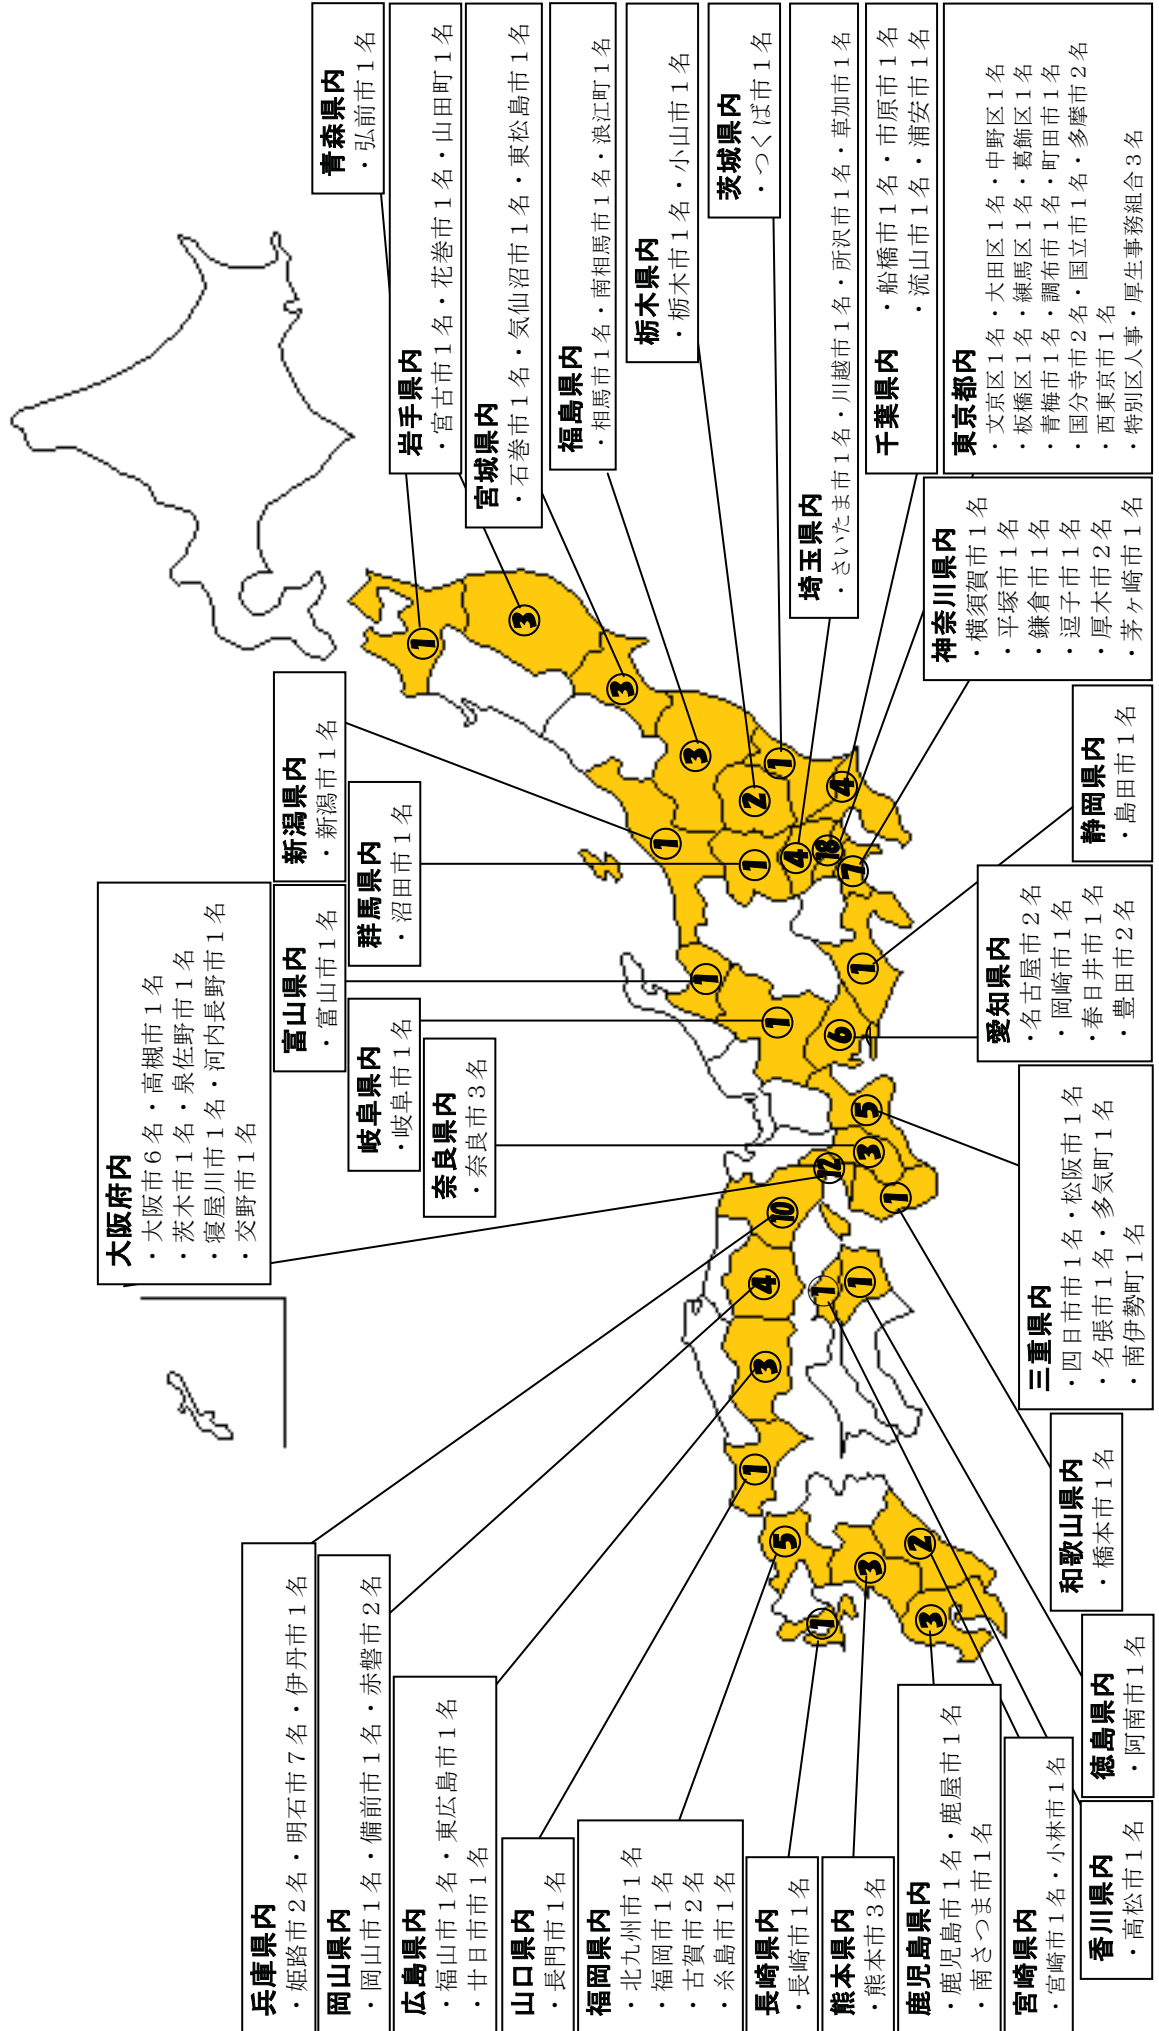 兵庫県内
・姫路市２名・明石市７名・伊丹市１名
岡山県内
・岡山市１名・備前市１名・赤磐市２名
広島県内
・福山市１名・東広島市１名
・廿日市市１名
山口県内
・長門市１名
福岡県内
・北九州市１名
・福岡市１名
・古賀市２名
・糸島市１名
長崎県内
・長崎市１名
熊本県内
・熊本市３名
鹿児島県内
・鹿児島市１名・鹿屋市１名
・南さつま市１名
宮崎県内
・宮崎市１名・小林市１名
香川県内
・高松市１名
徳島県内
・阿南市１名
和歌山県内
・橋本市１名
三重県内
・四日市市１名・松阪市１名
・名張市１名・多気町１名
・南伊勢町１名
大阪府内
・大阪市６名・高槻市１名
・茨木市１名・泉佐野市１名
・寝屋川市１名・河内長野市１名
・交野市１名
奈良県内
・奈良市３名
岐阜県内
・岐阜市１名
富山県内
・富山市１名
愛知県内
・名古屋市２名
・岡崎市１名
・春日井市１名
・豊田市２名
静岡県内
・島田市１名
群馬県内
・沼田市１名
新潟県内
・新潟市１名
神奈川県内
・横須賀市１名
・平塚市１名
・鎌倉市１名
・逗子市１名
・厚木市２名
・茅ヶ崎市１名
東京都内
・文京区１名・大田区１名・中野区１名
・板橋区１名・練馬区１名・葛飾区１名
・青梅市１名・調布市１名・町田市１名
・国分寺市２名・国立市１名・多摩市２名
・西東京市１名
・特別区人事・厚生事務組合３名
千葉県内
・船橋市１名・市原市１名
・流山市１名・浦安市１名
埼玉県内
・さいたま市１名・川越市１名・所沢市１名・草加市１名
茨城県内
・つくば市１名
栃木県内
・栃木市１名・小山市１名
福島県内
・相馬市１名・南相馬市１名・浪江町１名
宮城県内
・石巻市１名・気仙沼市１名・東松島市１名
岩手県内
・宮古市１名・花巻市１名・山田町１名
青森県内
・弘前市１名
1
3
3
3
1
2
1
1
4
4
18
7
1
1
1
6
5
3
12
1
10
4
1
1
3
1
5
3
2
1
3